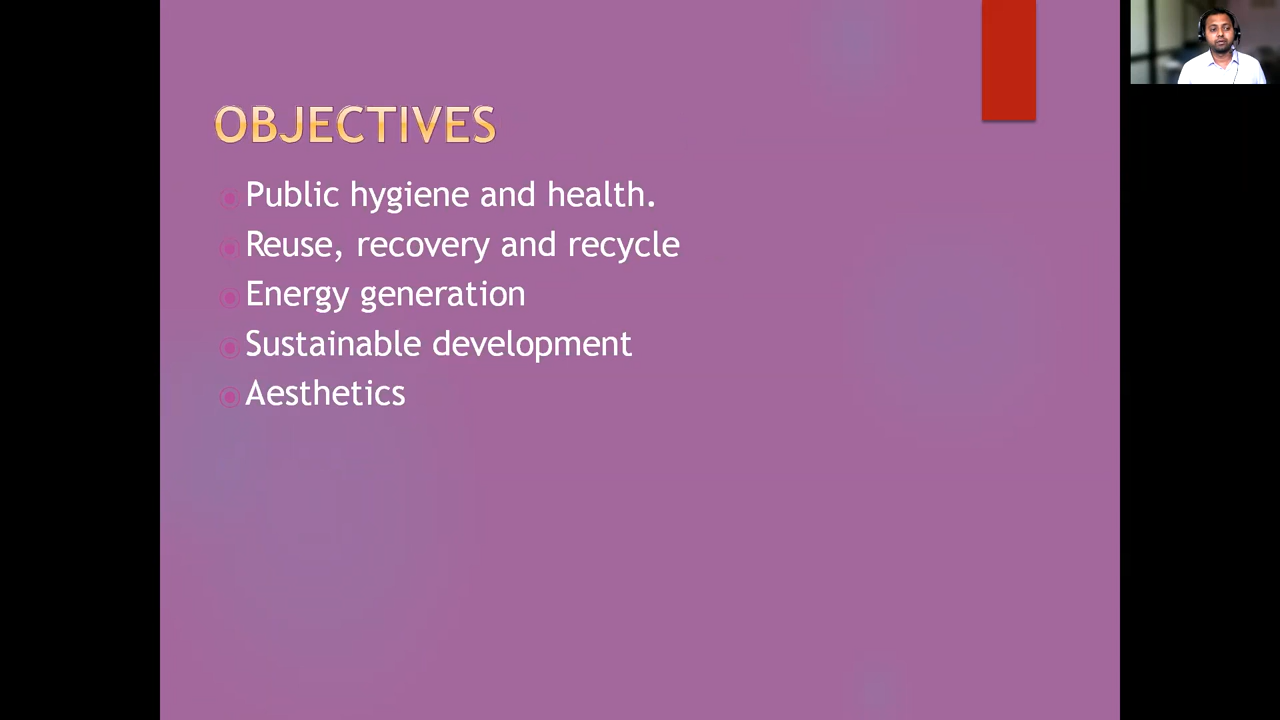 OBJECTIVES
Public hygiene and health.
Reuse, recovery and recycle
Energy generation
Sustainable development
Aesthetics